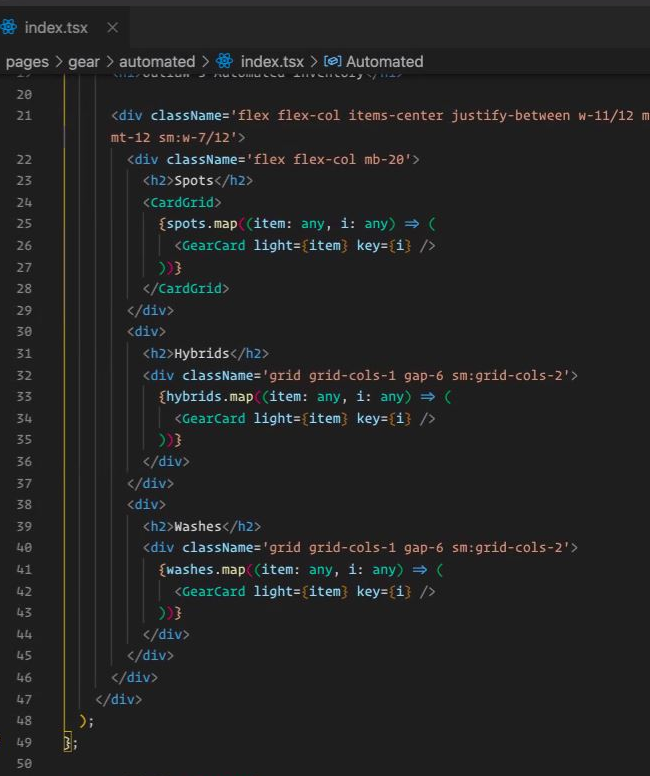 index.tsx ×
pages > gear > automated > index.tsx > Automated
20
21 <div className='flex flex-col items-center justify-between w-11/12 m
mt-12 sm:w-7/12'>
22 <div className='flex flex-col mb-20'>
23 <h2>Spots</h2>
24 <CardGrid>
25 {spots.map((item: any, i: any) => (
26 <GearCard light={item} key={i} />
27 ))}
28 </CardGrid>
29 </div>
30 <div>
31 <h2>Hybrids</h2>
32 <div className='grid grid-cols-1 gap-6 sm:grid-cols-2'>
33 {hybrids.map((item: any, i: any) => (
34 <GearCard light={item} key={i} />
35 ))}
36 </div>
37 </div>
38 <div>
39 <h2>Washes</h2>
40 <div className='grid grid-cols-1 gap-6 sm:grid-cols-2'>
41 {washes.map((item: any, i: any) => (
42 <GearCard light={item} key={i} />
43 ))}
44 </div>
45 </div>
46 </div>
47 </div>
48 );
49 };
50